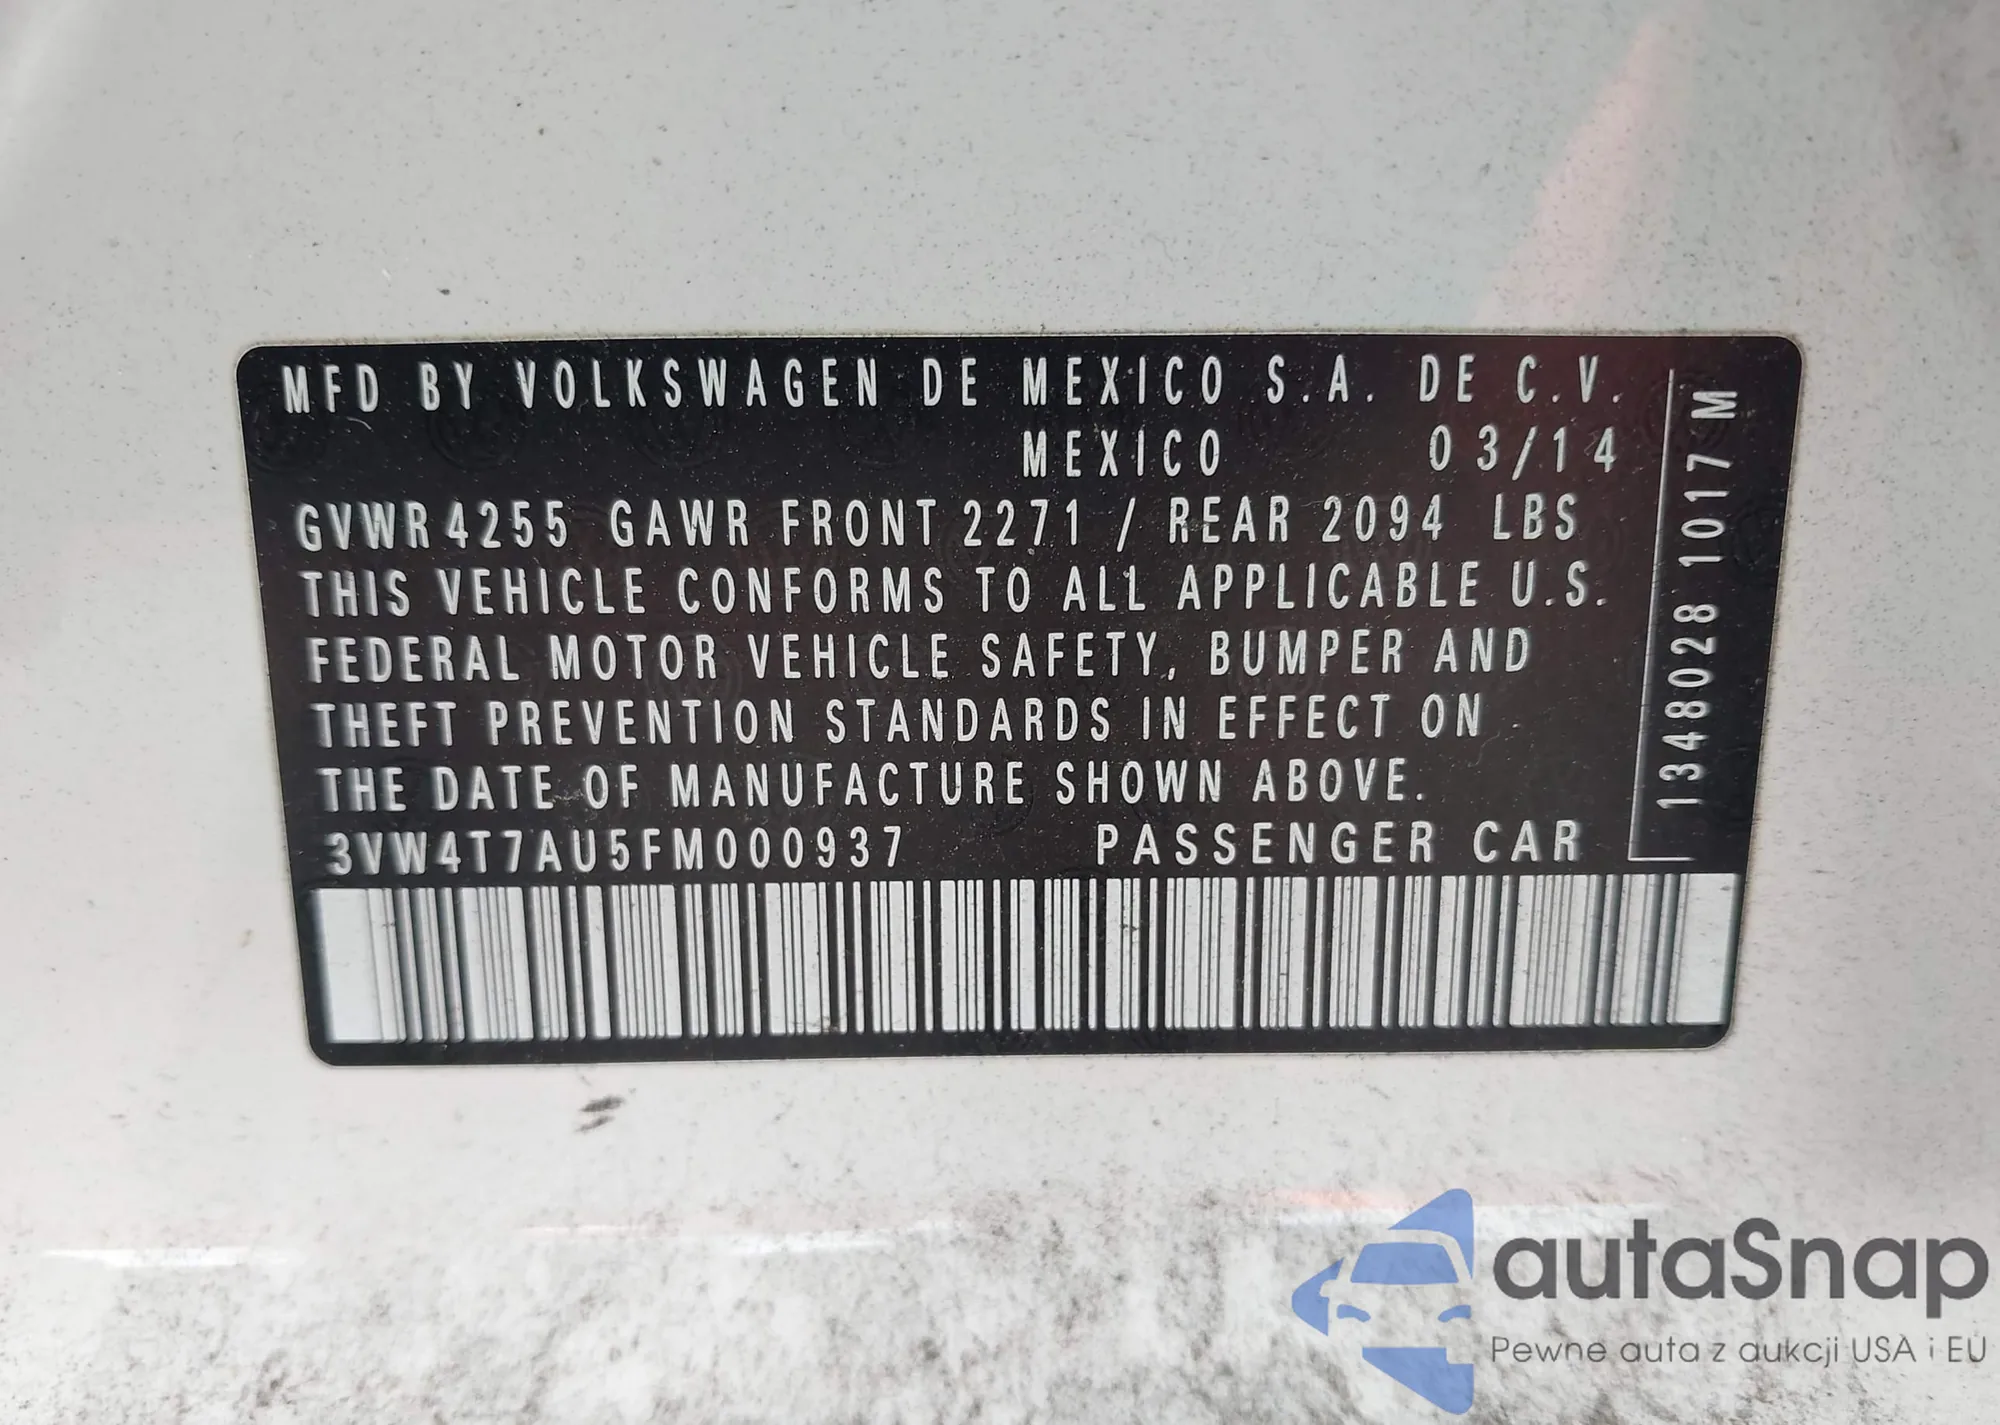 MFD BY VOLKSWAGEN DE MEXICO S.A. DE C.V.
MEXICO 03/14
GVWR 4255 GAWR FRONT 2271 / REAR 2094 LBS
THIS VEHICLE CONFORMS TO ALL APPLICABLE U.S.
FEDERAL MOTOR VEHICLE SAFETY, BUMPER AND
THEFT PREVENTION STANDARDS IN EFFECT ON
THE DATE OF MANUFACTURE SHOWN ABOVE.
3VW4T7AU5FM000937 PASSENGER CAR
1348028 1017 M
autaSnap
Pewne auta z aukcji USA i EU